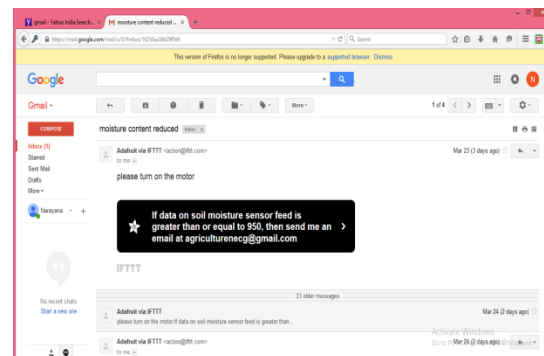 gmail - Yahoo India Search...
moisture content reduced ...
https://mail.google.com/mail/u/0/#inbox/
Search
This version of Firefox is no longer supported. Please upgrade to a supported browser. Dismiss
Google
Gmail
More
1 of 4
COMPOSE
moisture content reduced
Inbox x
Inbox (1)
Starred
Sent Mail
Drafts
More
Narayana
Adafruit via IFTTT <action@ifttt.com>
Mar 23 (3 days ago)
to me
please turn on the motor
If data on soil moisture sensor feed is
greater than or equal to 950, then send me an
email at agriculturenecg@gmail.com
IFTTT
No recent chats
Start a new one
33 older messages
Adafruit via IFTTT
Mar 24 (2 days ago)
please turn on the motor If data on soil moisture sensor feed is greater than...
Activate Windows
Adafruit via IFTTT <action@ifttt.com>
Mar 24 (2 days ago)
to me